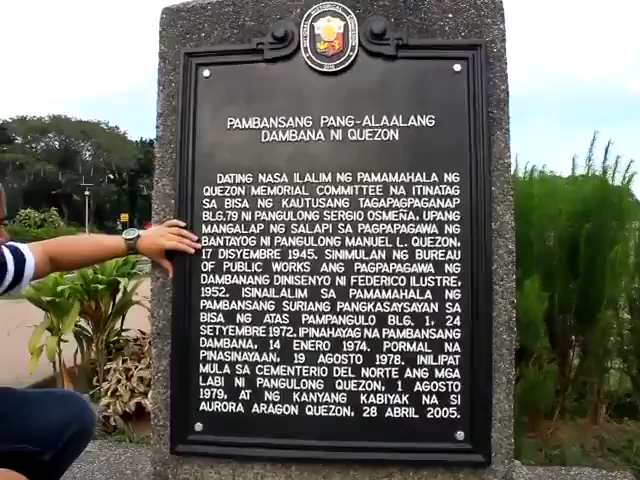 PAMBANSANG PANG-ALAALANG
DAMBANA NI QUEZON
DATING NASA ILALIM NG PAMAMAHALA NG
QUEZON MEMORIAL COMMITTEE NA ITINATAG
SA BISA NG KAUTUSANG TAGAPAGPAGANAP
BLG.79 NI PANGULONG SERGIO OSMEÑA, UPANG
MANGALAP NG SALAPI SA PAGPAPAGAWA NG
BANTAYOG NI PANGULONG MANUEL L. QUEZON,
17 DISYEMBRE 1945. SINIMULAN NG BUREAU
OF PUBLIC WORKS ANG PAGPAPAGAWA NG
DAMBANANG DINISENYO NI FEDERICO ILUSTRE,
1952. ISINAILALIM SA PAMAMAHALA NG
PAMBANSANG SURIANG PANGKASAYSAYAN SA
BISA NG ATAS PAMPANGULO BLG. 1, 24
SETYEMBRE 1972. IPINAHAYAG NA PAMBANSANG
DAMBANA, 14 ENERO 1974. PORMAL NA
PINASINAYAAN, 19 AGOSTO 1978. INILIPAT
MULA SA CEMENTERIO DEL NORTE ANG MGA
LABI NI PANGULONG QUEZON, 1 AGOSTO
1979, AT NG KANYANG KABIYAK NA SI
AURORA ARAGON QUEZON, 28 ABRIL 2005.